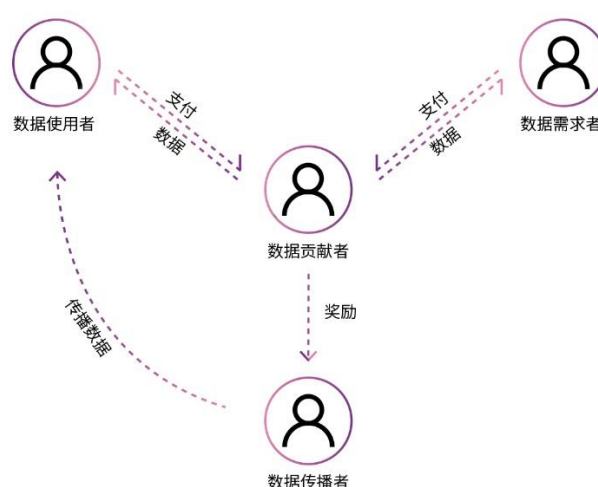 数据使用者
支付
数据
支付
数据
数据需求者
数据贡献者
传播数据
奖励
数据传播者